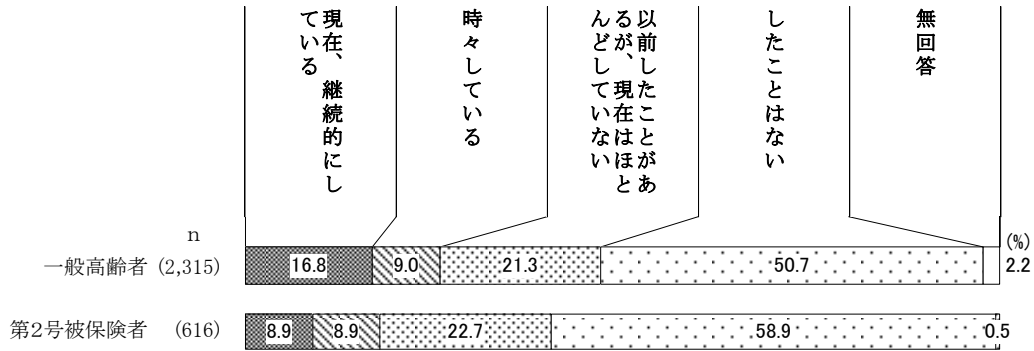 現在、継続的にし
ている
時々している
以前したことがあ
るが、現在はほと
んどしていない
したことはない
無回答
n
(%)
一般高齢者 (2,315) 16.8 9.0 21.3 50.7 2.2
第2号被保険者 (616) 8.9 8.9 22.7 58.9 0.5